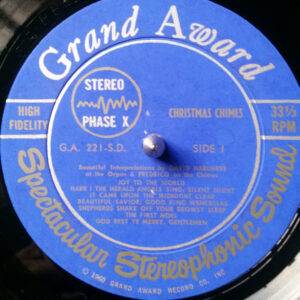 Grand Award
STEREO
PHASE X
CHRISTMAS CHIMES
HIGH
FIDELITY
33⅓
RPM
G.A. 221-S.D.
SIDE 1
Beautiful Interpretations by
at the Organ & FREDERICO on the Chimes
JOY TO THE WORLD
HARK ! THE HERALD ANGELS SING; SILENT NIGHT
IT CAME UPON THE MIDNIGHT CLEAR
BEAUTIFUL SAVIOR; GOOD KING WENCESLAS
SHEPHERDS SHAKE OFF YOUR DROWSY SLEEP
THE FIRST NOEL
GOD REST YE MERRY, GENTLEMEN
Spectacular Stereophonic Sound
GRAND AWARD RECORD CO. INC